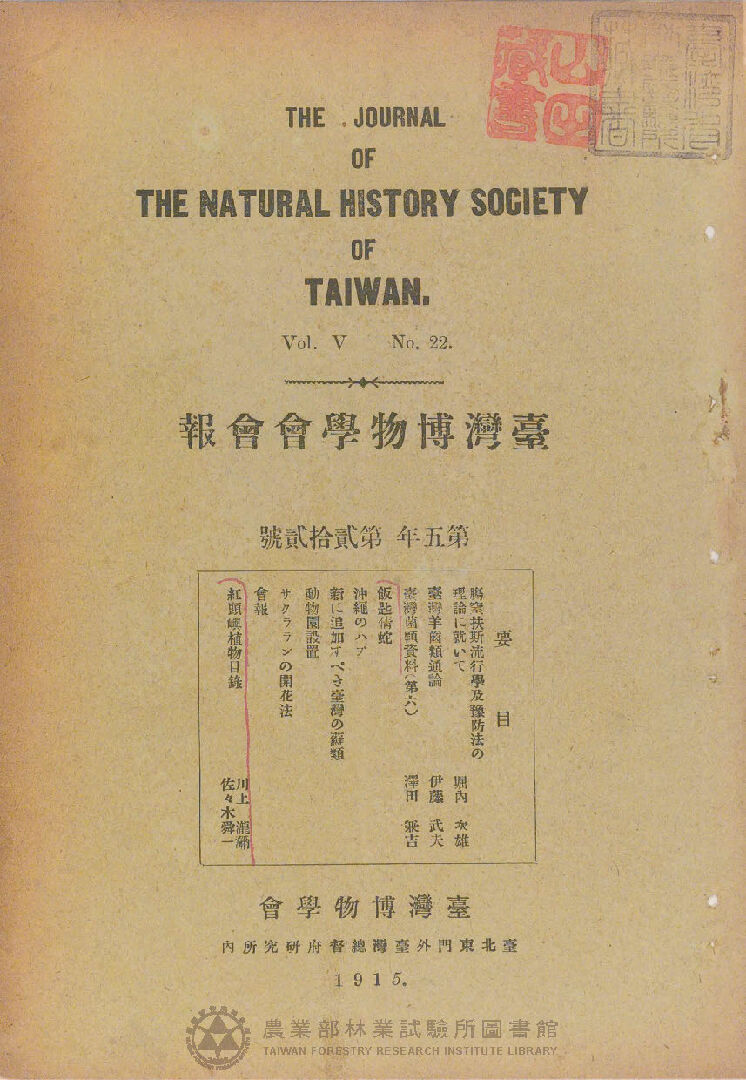 THE JOURNAL
OF
THE NATURAL HISTORY SOCIETY
OF
TAIWAN.
Vol. V No. 22.
報會會學物博灣臺
號貳拾貳第 年五第
要目
膓窒扶斯流行學及豫防法の
理論に就いて 堀內 次雄
臺灣羊齒類通論 伊藤 武夫
臺灣菌類資料(第六) 澤田 兼吉
飯匙倩蛇
沖繩のハブ
新に追加すべき臺灣の蘚類
動物園設置
サクラランの開花法
會報
紅頭嶼植物目錄 川上 瀧彌
佐々木舜一
會學物博灣臺
內所究研府督總灣臺外門東北臺
1915.
農業部林業試驗所圖書館
TAIWAN FORESTRY RESEARCH INSTITUTE LIBRARY